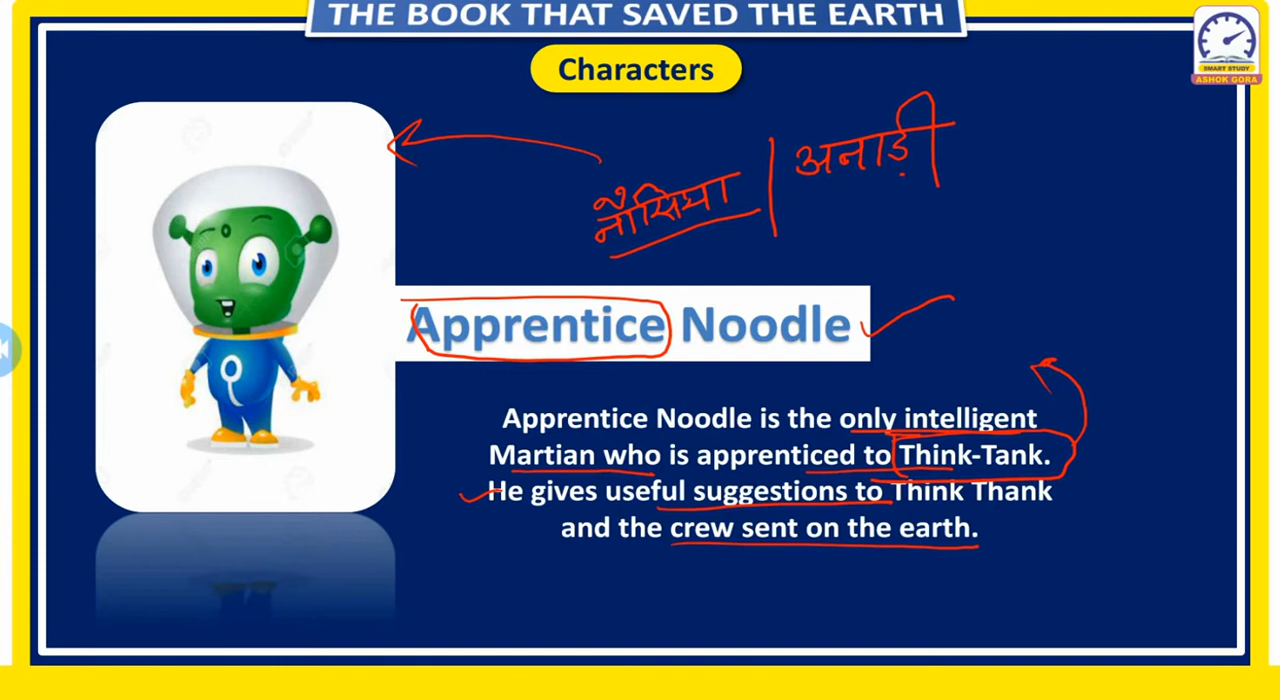 THE BOOK THAT SAVED THE EARTH
Characters
SMART STUDY
ASHOK GORA
नौसिया | अनाड़ी
Apprentice Noodle
Apprentice Noodle is the only intelligent
Martian who is apprenticed to Think-Tank.
He gives useful suggestions to Think Thank
and the crew sent on the earth.